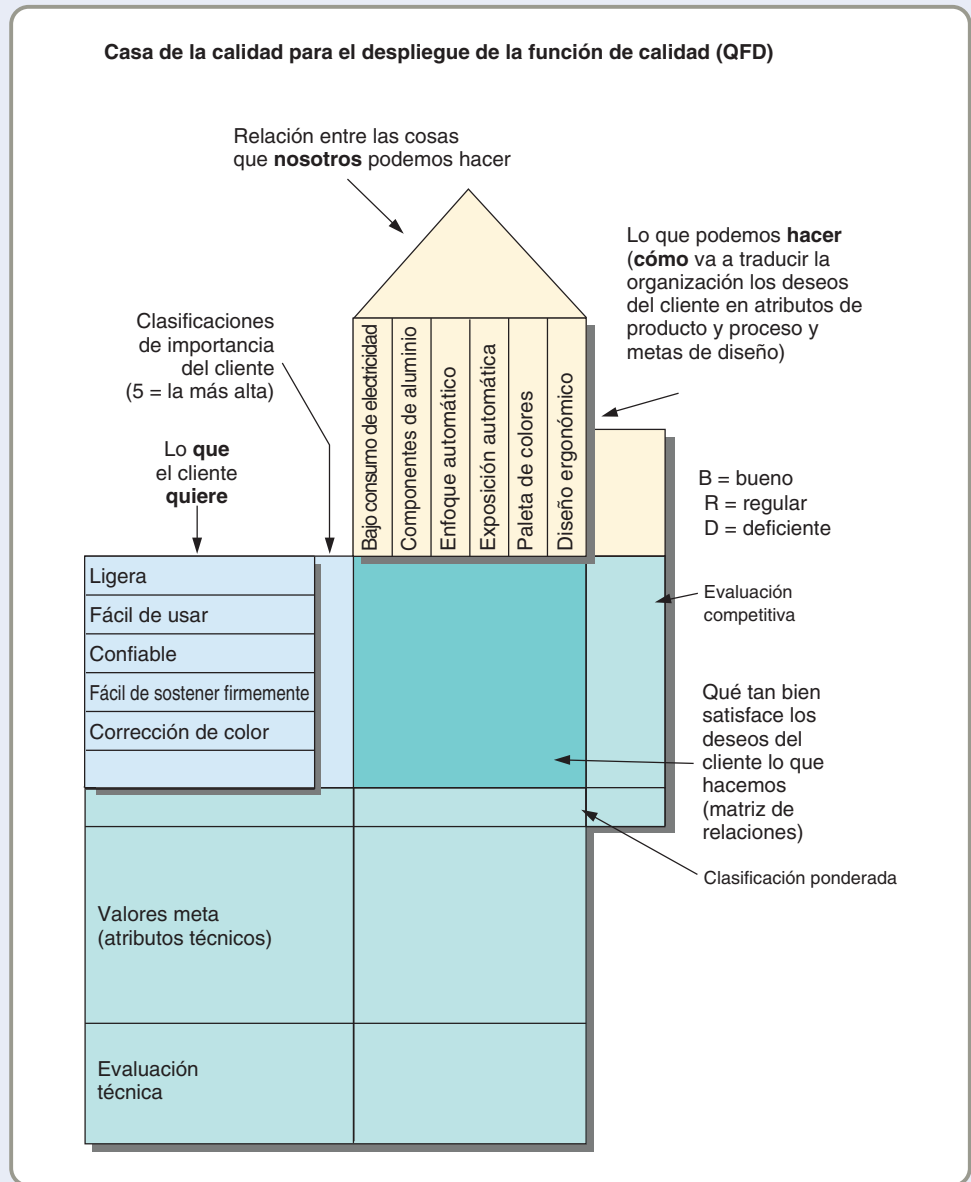 Casa de la calidad para el despliegue de la función de calidad (QFD)
Relación entre las cosas
que nosotros podemos hacer
Lo que podemos hacer
(cómo va a traducir la
organización los deseos
del cliente en atributos de
producto y proceso y
metas de diseño)
Clasificaciones
de importancia
del cliente
(5 = la más alta)
Lo que
el cliente
quiere
Bajo consumo de electricidad
Componentes de aluminio
Enfoque automático
Exposición automática
Paleta de colores
Diseño ergonómico
B = bueno
R = regular
D = deficiente
Ligera
Fácil de usar
Confiable
Fácil de sostener firmemente
Corrección de color
Evaluación
competitiva
Qué tan bien
satisface los
deseos del
cliente lo que
hacemos
(matriz de
relaciones)
Clasificación ponderada
Valores meta
(atributos técnicos)
Evaluación
técnica